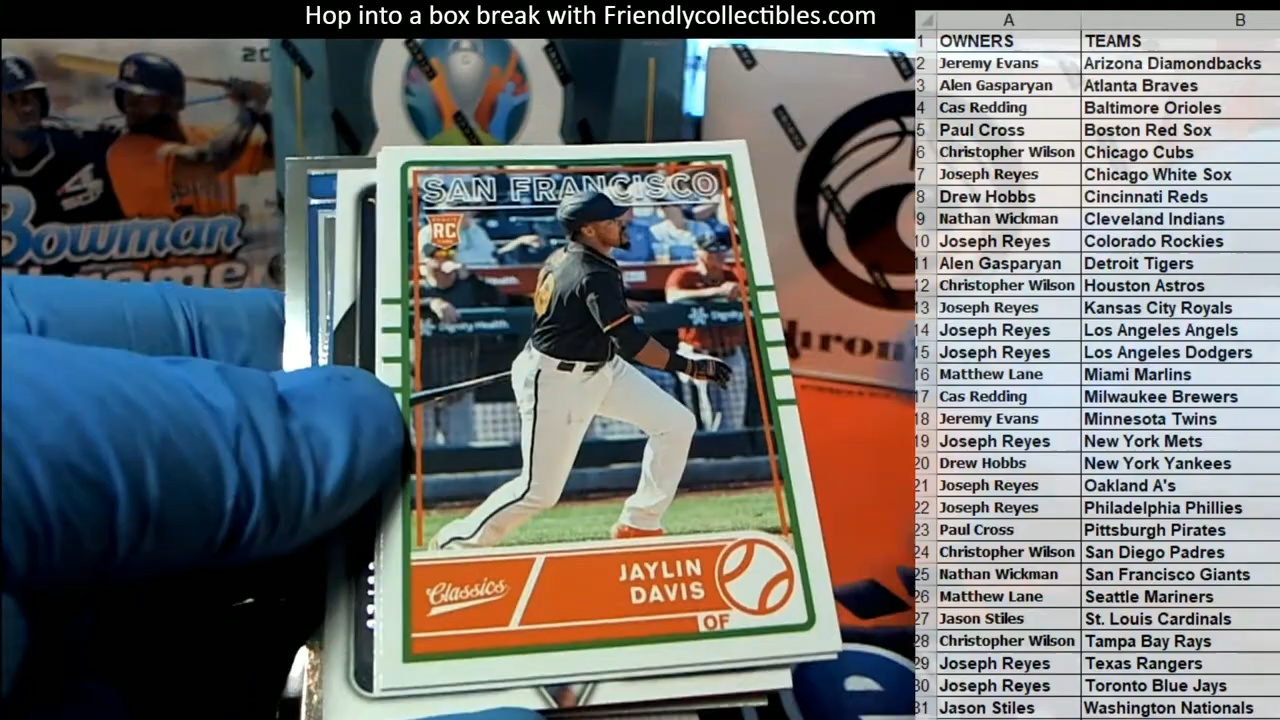 Hop into a box break with Friendlycollectibles.com
A B
1 OWNERS TEAMS
2 Jeremy Evans Arizona Diamondbacks
3 Alen Gasparyan Atlanta Braves
4 Cas Redding Baltimore Orioles
5 Paul Cross Boston Red Sox
6 Christopher Wilson Chicago Cubs
7 Joseph Reyes Chicago White Sox
8 Drew Hobbs Cincinnati Reds
9 Nathan Wickman Cleveland Indians
10 Joseph Reyes Colorado Rockies
11 Alen Gasparyan Detroit Tigers
12 Christopher Wilson Houston Astros
13 Joseph Reyes Kansas City Royals
14 Joseph Reyes Los Angeles Angels
15 Joseph Reyes Los Angeles Dodgers
16 Matthew Lane Miami Marlins
17 Cas Redding Milwaukee Brewers
18 Jeremy Evans Minnesota Twins
19 Joseph Reyes New York Mets
20 Drew Hobbs New York Yankees
21 Joseph Reyes Oakland A's
22 Joseph Reyes Philadelphia Phillies
23 Paul Cross Pittsburgh Pirates
24 Christopher Wilson San Diego Padres
25 Nathan Wickman San Francisco Giants
26 Matthew Lane Seattle Mariners
27 Jason Stiles St. Louis Cardinals
28 Christopher Wilson Tampa Bay Rays
29 Joseph Reyes Texas Rangers
30 Joseph Reyes Toronto Blue Jays
31 Jason Stiles Washington Nationals
SAN FRANCISCO
RC
Dignity Health
Classics
JAYLIN
DAVIS
OF
Bowman